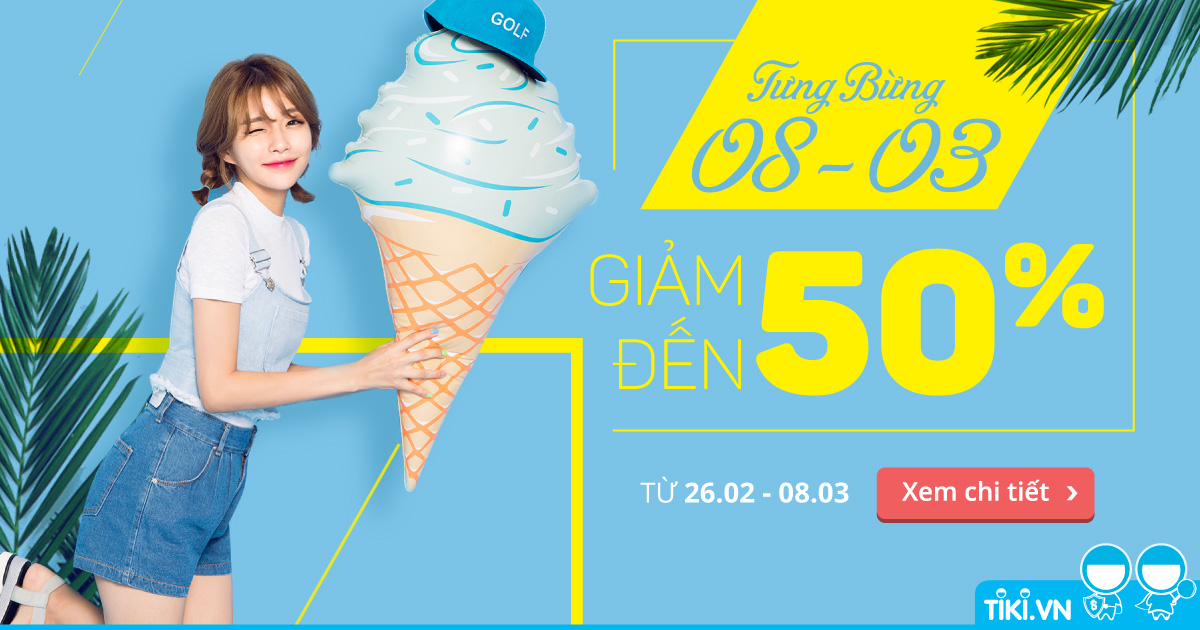 GOLF
Tưng Bừng
08 - 03
GIẢM
ĐẾN
50%
TỪ 26.02 - 08.03
Xem chi tiết ›
TiKi.VN
$